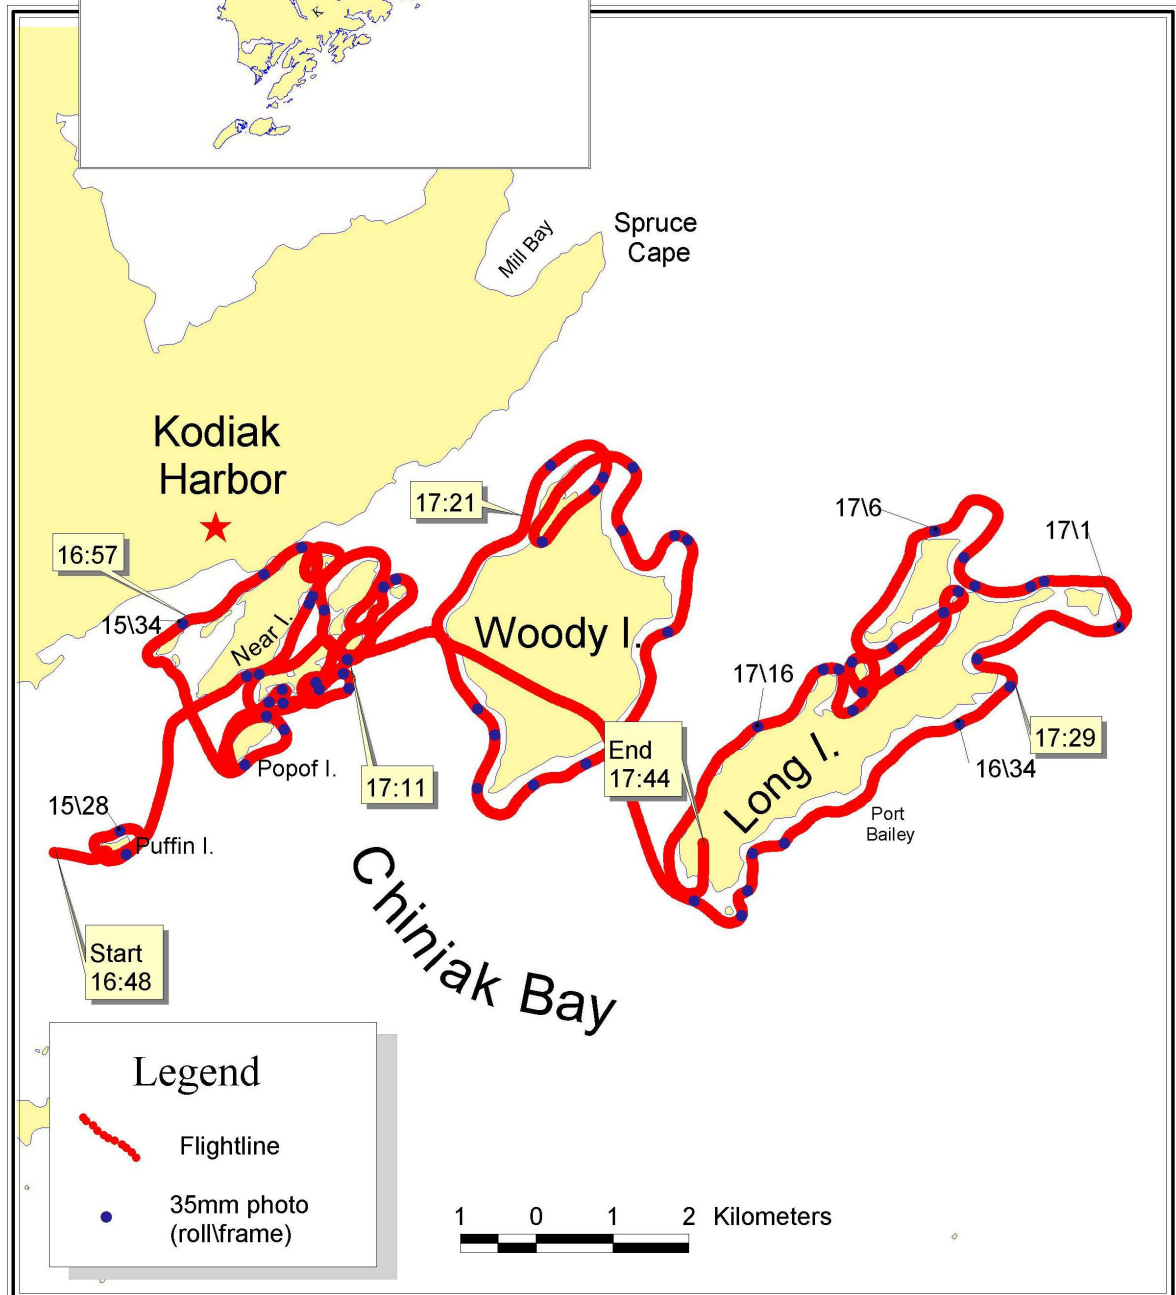 K
Spruce
Cape
Mill Bay
Kodiak
Harbor
17:21
17\6
17\1
16:57
15\34
Near I.
Woody I.
17\16
End
17:44
Long I.
17:29
16\34
Popof I.
17:11
15\28
Puffin I.
Port
Bailey
Chiniak Bay
Start
16:48
Legend
Flightline
35mm photo
(roll\frame)
1 0 1 2 Kilometers